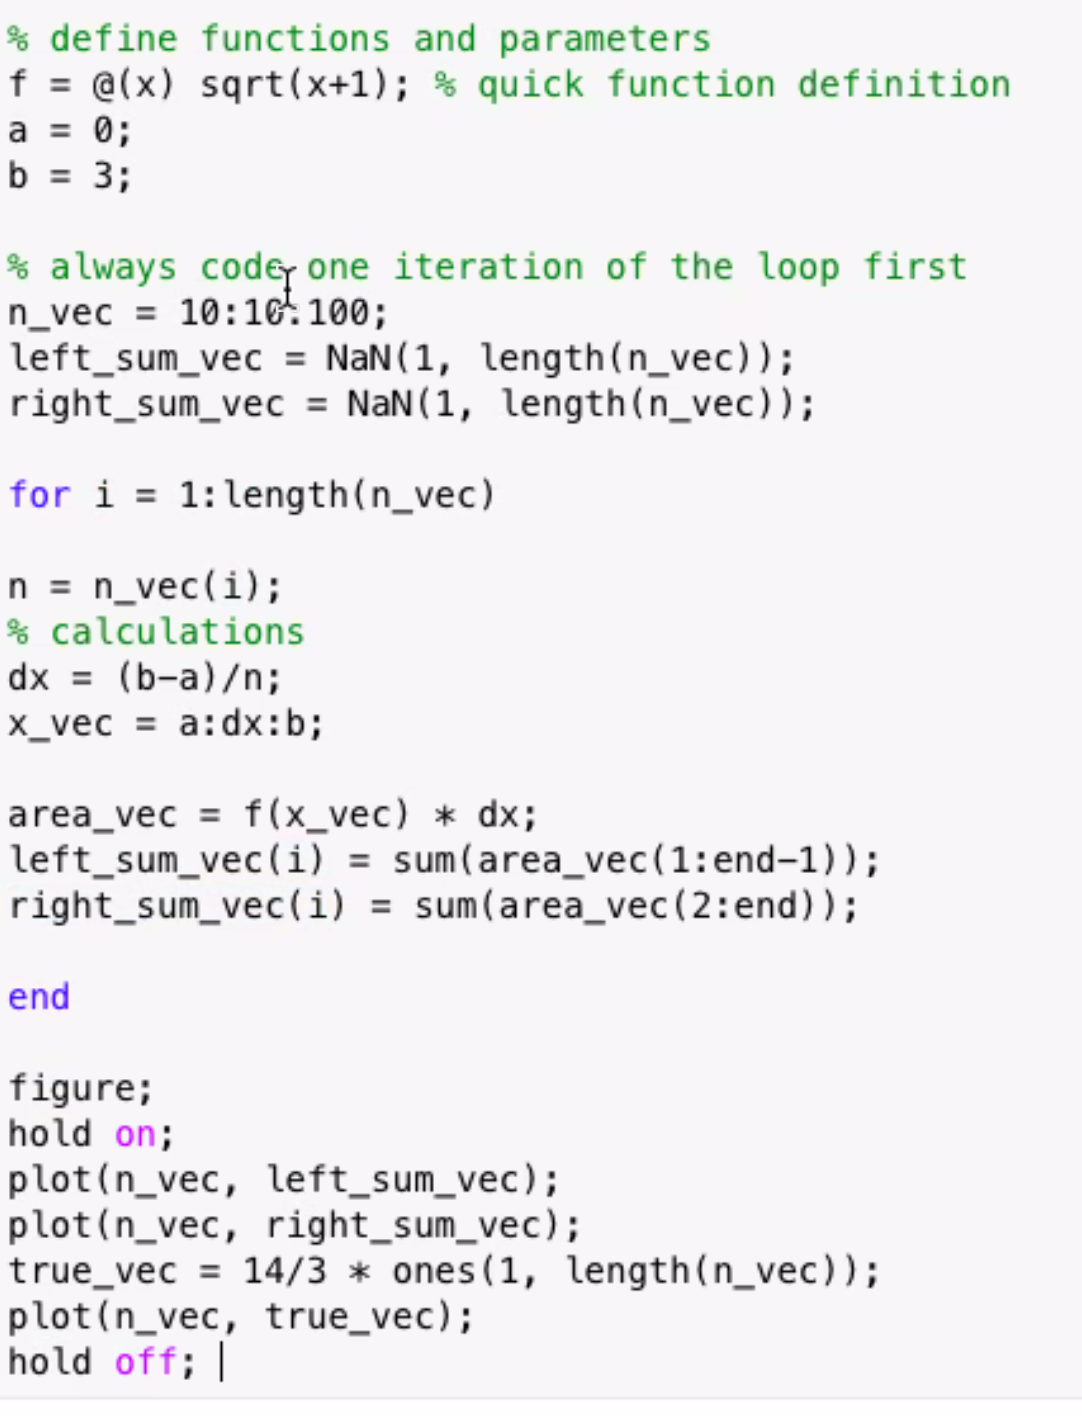 % define functions and parameters
f = @(x) sqrt(x+1); % quick function definition
a = 0;
b = 3;
% always code one iteration of the loop first
n_vec = 10:10:100;
left_sum_vec = NaN(1, length(n_vec));
right_sum_vec = NaN(1, length(n_vec));
for i = 1:length(n_vec)
n = n_vec(i);
% calculations
dx = (b-a)/n;
x_vec = a:dx:b;
area_vec = f(x_vec) * dx;
left_sum_vec(i) = sum(area_vec(1:end-1));
right_sum_vec(i) = sum(area_vec(2:end));
end
figure;
hold on;
plot(n_vec, left_sum_vec);
plot(n_vec, right_sum_vec);
true_vec = 14/3 * ones(1, length(n_vec));
plot(n_vec, true_vec);
hold off;